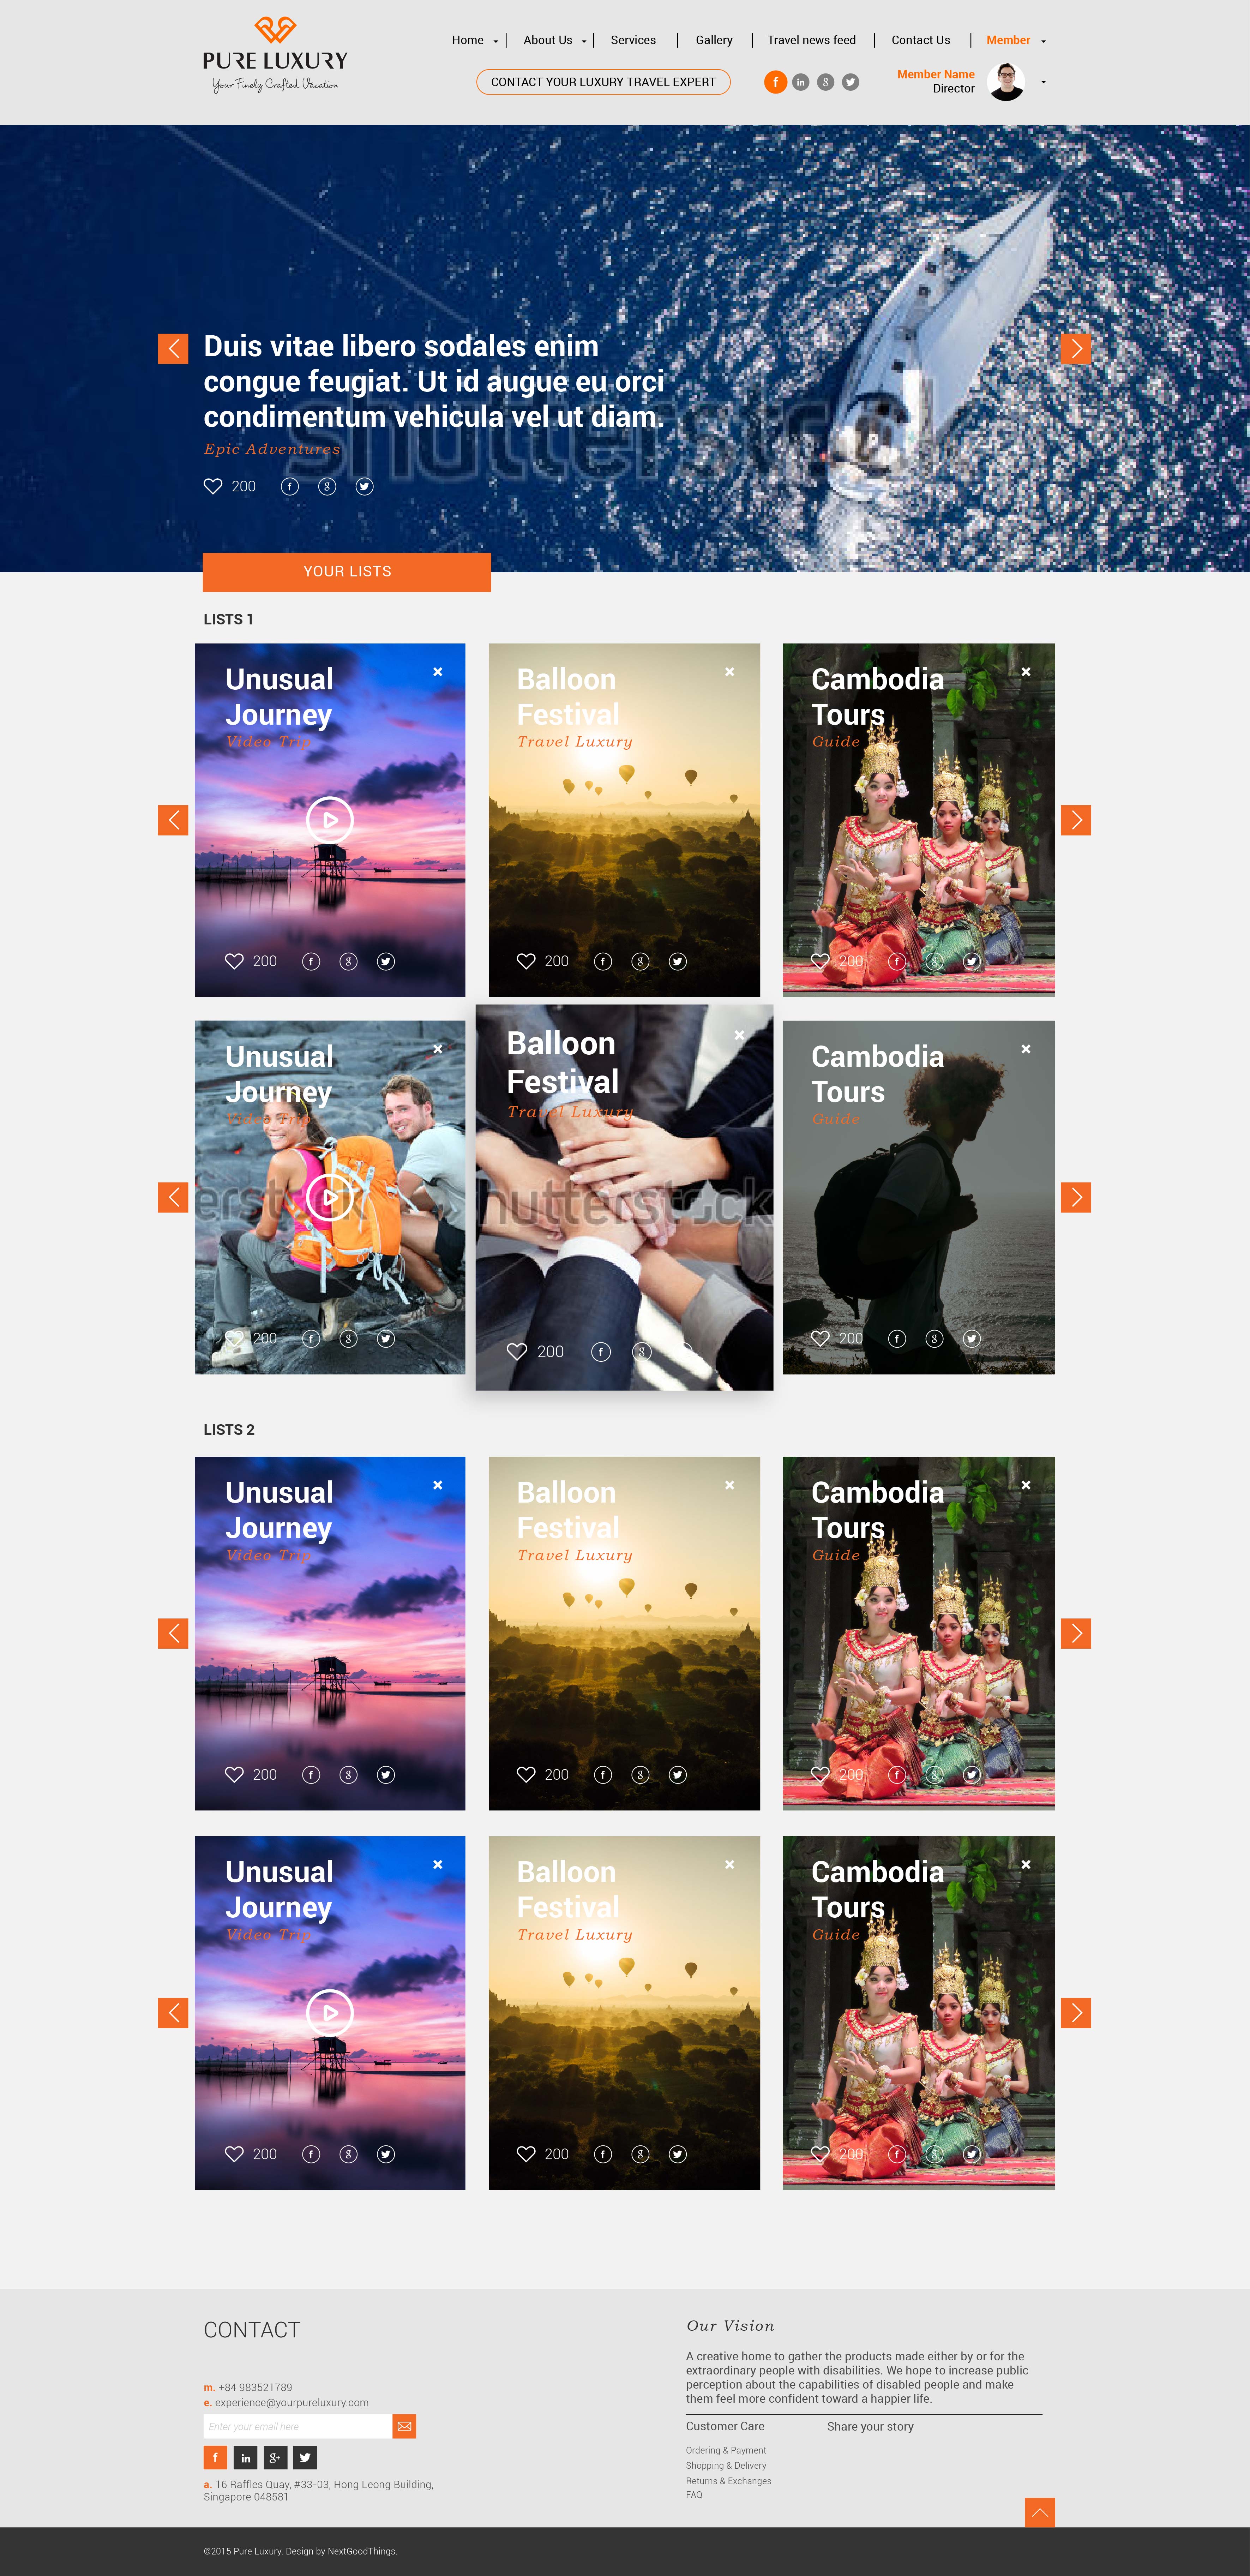 PURE LUXURY
Your Finely Crafted Vacation
Home
About Us
Services
Gallery
Travel news feed
Contact Us
Member
CONTACT YOUR LUXURY TRAVEL EXPERT
Member Name
Director
Duis vitae libero sodales enim
congue feugiat. Ut id augue eu orci
condimentum vehicula vel ut diam.
Epic Adventures
200
shutterstock
YOUR LISTS
LISTS 1
Unusual
Journey
Video Trip
200
Balloon
Festival
Travel Luxury
200
Cambodia
Tours
Guide
200
Unusual
Journey
Video Trip
erstock
200
Balloon
Festival
Travel Luxury
hutterstock
200
Cambodia
Tours
Guide
200
LISTS 2
Unusual
Journey
Video Trip
200
Balloon
Festival
Travel Luxury
200
Cambodia
Tours
Guide
200
Unusual
Journey
Video Trip
200
Balloon
Festival
Travel Luxury
200
Cambodia
Tours
Guide
200
CONTACT
m. +84 983521789
e. experience@yourpureluxury.com
Enter your email here
a. 16 Raffles Quay, #33-03, Hong Leong Building,
Singapore 048581
Our Vision
A creative home to gather the products made either by or for the
extraordinary people with disabilities. We hope to increase public
perception about the capabilities of disabled people and make
them feel more confident toward a happier life.
Customer Care
Share your story
Ordering & Payment
Shopping & Delivery
Returns & Exchanges
FAQ
©2015 Pure Luxury. Design by NextGoodThings.